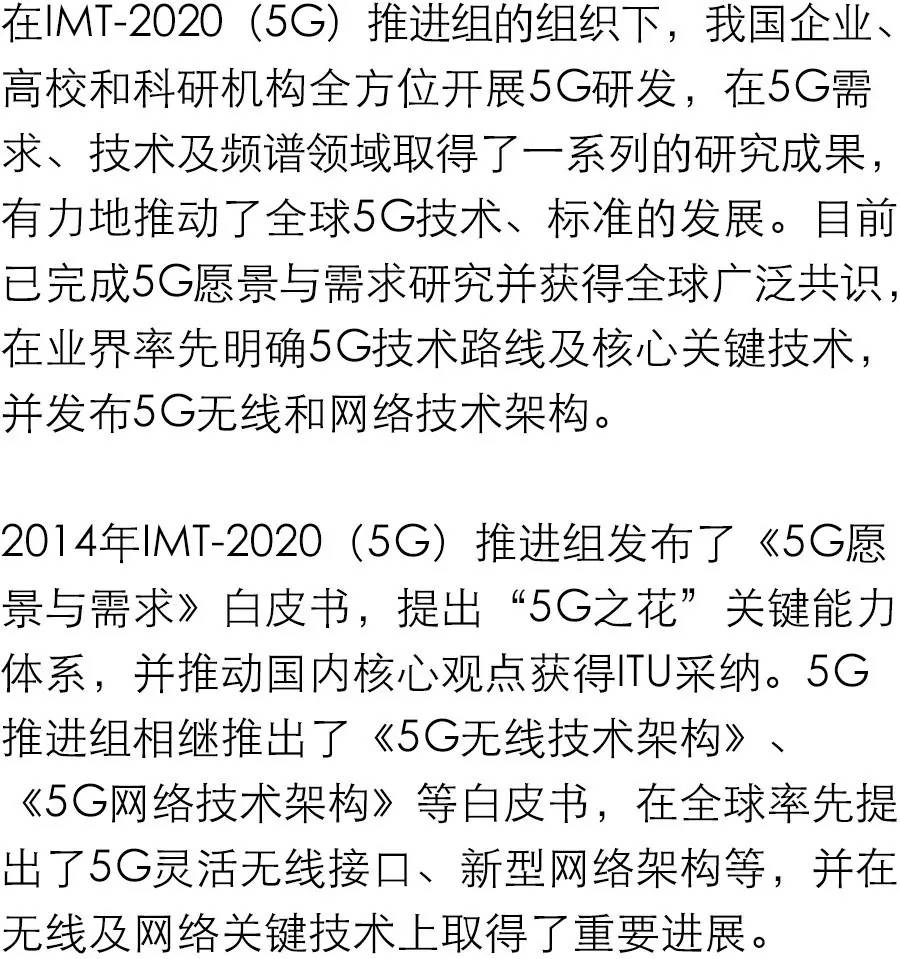 在IMT-2020（5G）推进组的组织下，我国企业、
高校和科研机构全方位开展5G研发，在5G需
求、技术及频谱领域取得了一系列的研究成果，
有力地推动了全球5G技术、标准的发展。目前
已完成5G愿景与需求研究并获得全球广泛共识，
在业界率先明确5G技术路线及核心关键技术，
并发布5G无线和网络技术架构。
2014年IMT-2020（5G）推进组发布了《5G愿
景与需求》白皮书，提出“5G之花”关键能力
体系，并推动国内核心观点获得ITU采纳。5G
推进组相继推出了《5G无线技术架构》、
《5G网络技术架构》等白皮书，在全球率先提
出了5G灵活无线接口、新型网络架构等，并在
无线及网络关键技术上取得了重要进展。